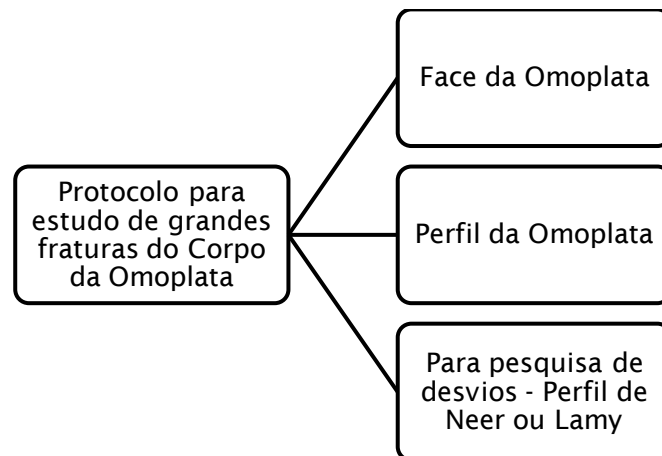 Face da Omoplata
Protocolo para
estudo de grandes
fraturas do Corpo
da Omoplata
Perfil da Omoplata
Para pesquisa de
desvios - Perfil de
Neer ou Lamy